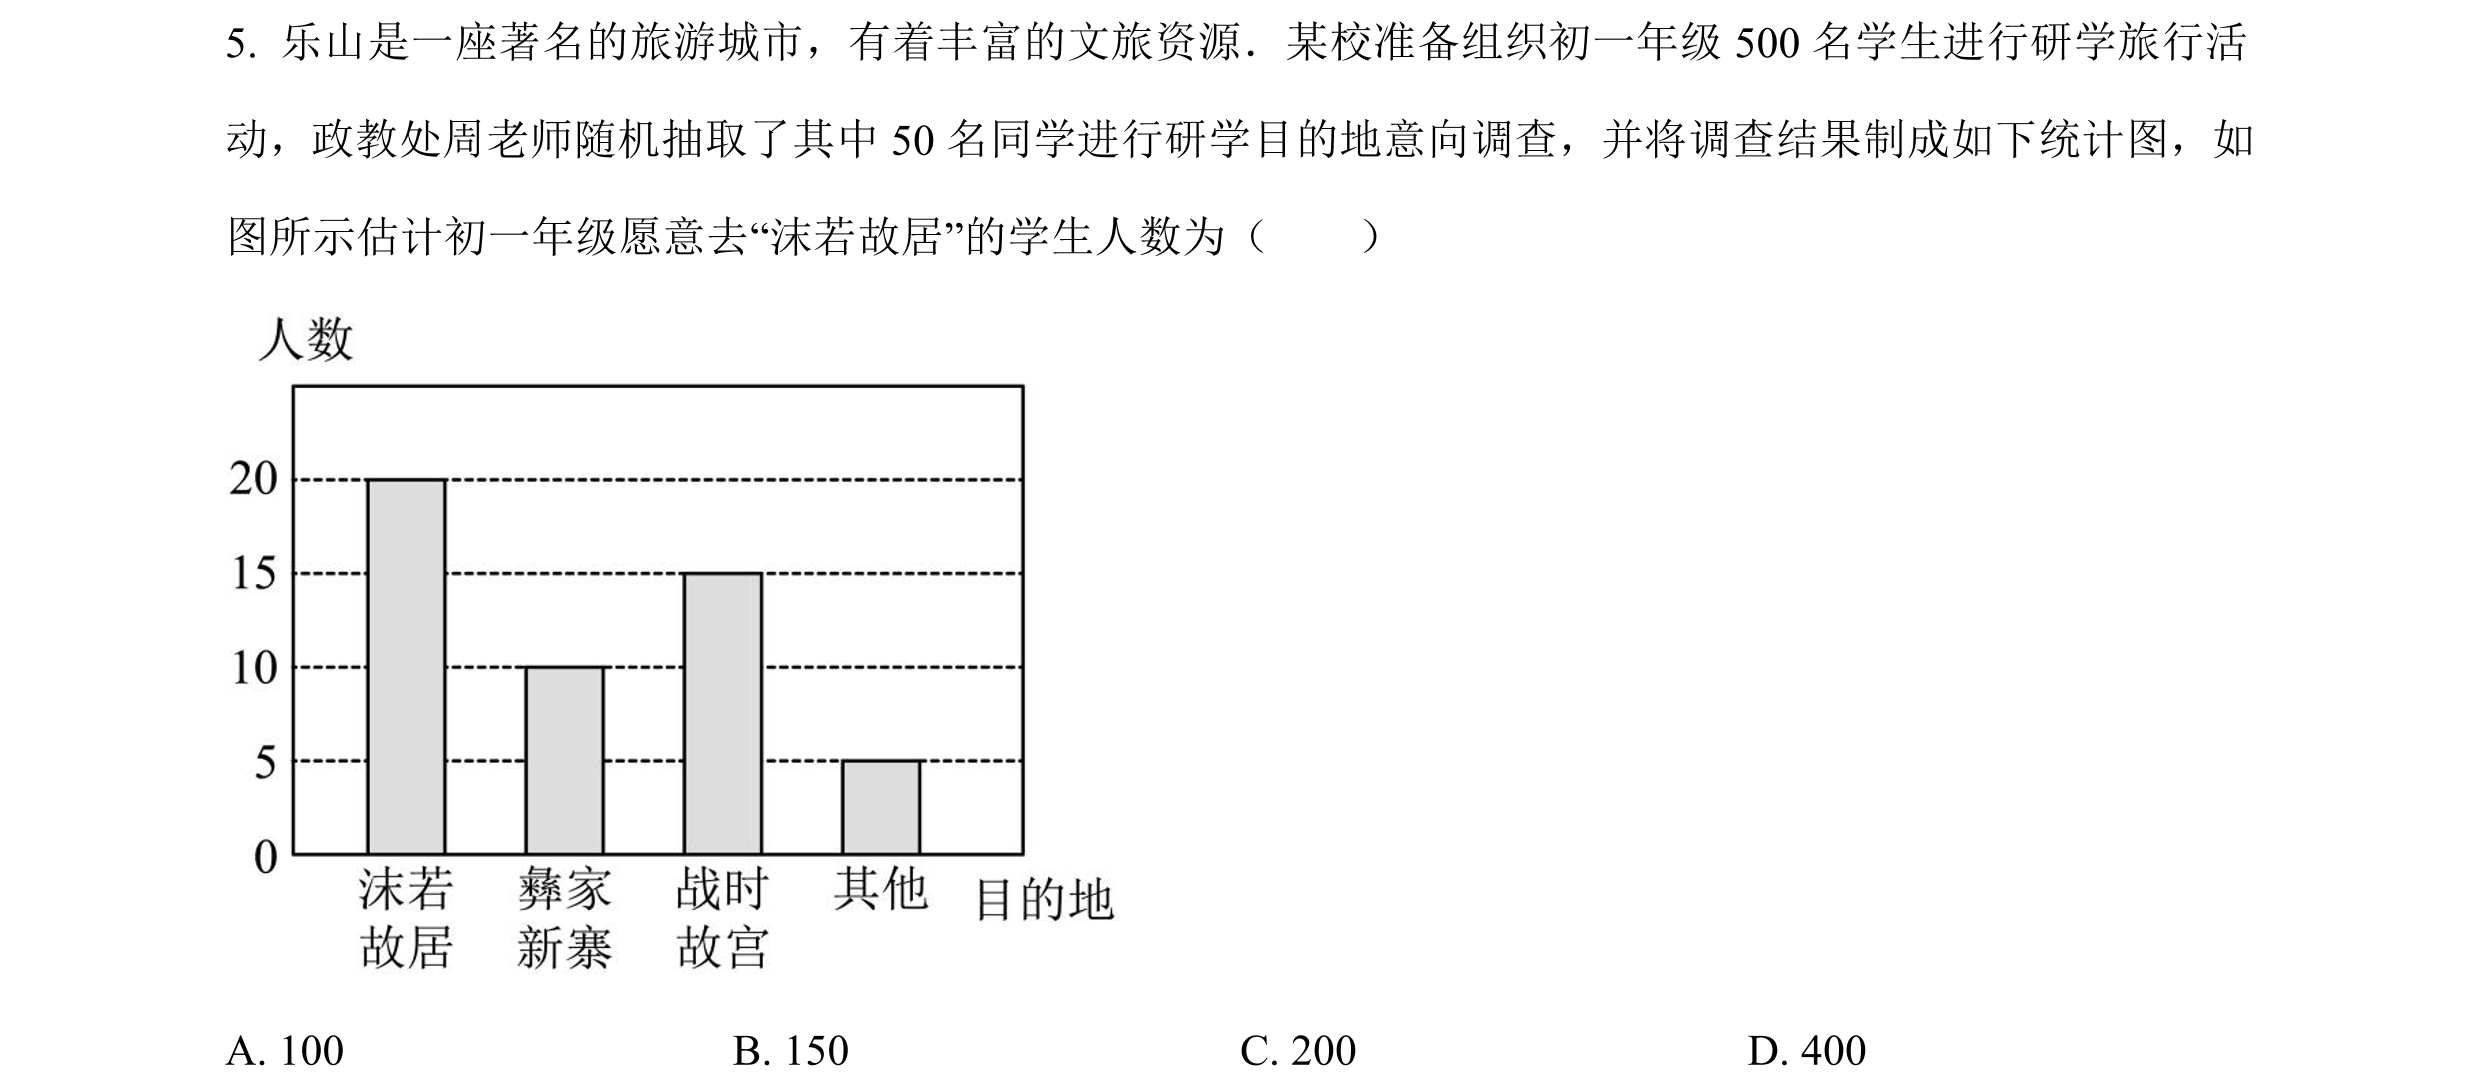 5. 乐山是一座著名的旅游城市，有着丰富的文旅资源．某校准备组织初一年级 500 名学生进行研学旅行活
动，政教处周老师随机抽取了其中 50 名同学进行研学目的地意向调查，并将调查结果制成如下统计图，如
图所示估计初一年级愿意去“沫若故居”的学生人数为（　　）
人数
20
15
10
5
0
沫若 彝家 战时 其他 目的地
故居 新寨 故宫
A. 100 B. 150 C. 200 D. 400